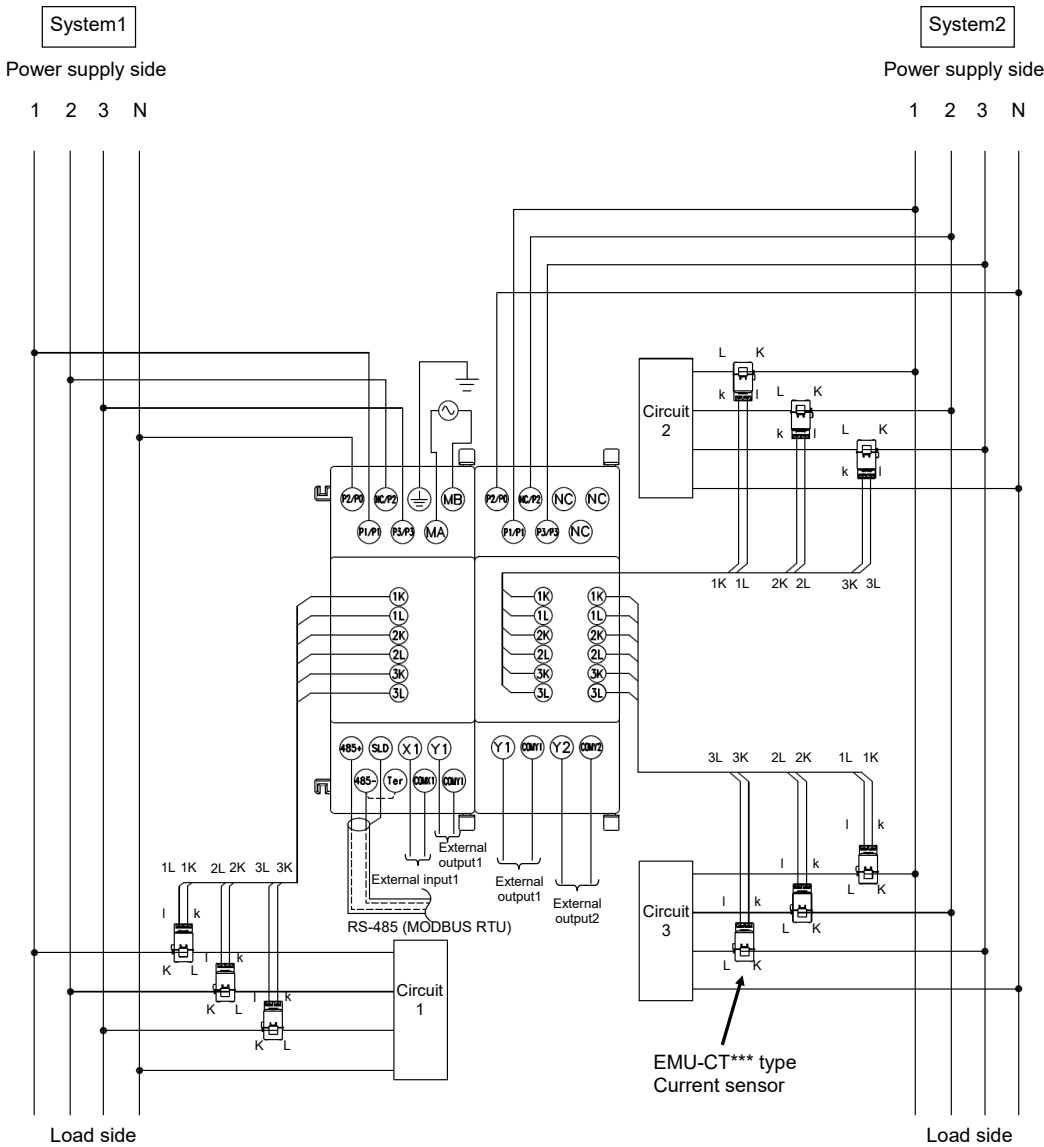 System1
System2
Power supply side
Power supply side
1 2 3 N
1 2 3 N
L K
k l
L K
k l
L K
k l
Circuit
2
P2/P0 NC/P2 MB
P1/P1 P3/P3 MA
P2/P0 NC/P2 NC NC
P1/P1 P3/P3 NC
1K 1L 2K 2L 3K 3L
1K
1L
2K
2L
3K
3L
1K 1K
1L 1L
2K 2K
2L 2L
3K 3K
3L 3L
485+ SLD X1 Y1
485- Ter COMX1 COMY1
Y1 COMY1 Y2 COMY2
External
output1
External input1
RS-485 (MODBUS RTU)
External
output1
External
output2
3L 3K 2L 2K 1L 1K
l k
L K
l k
L K
l k
L K
Circuit
3
1L 1K 2L 2K 3L 3K
l k
K L
l k
K L
l k
K L
Circuit
1
EMU-CT*** type
Current sensor
Load side
Load side